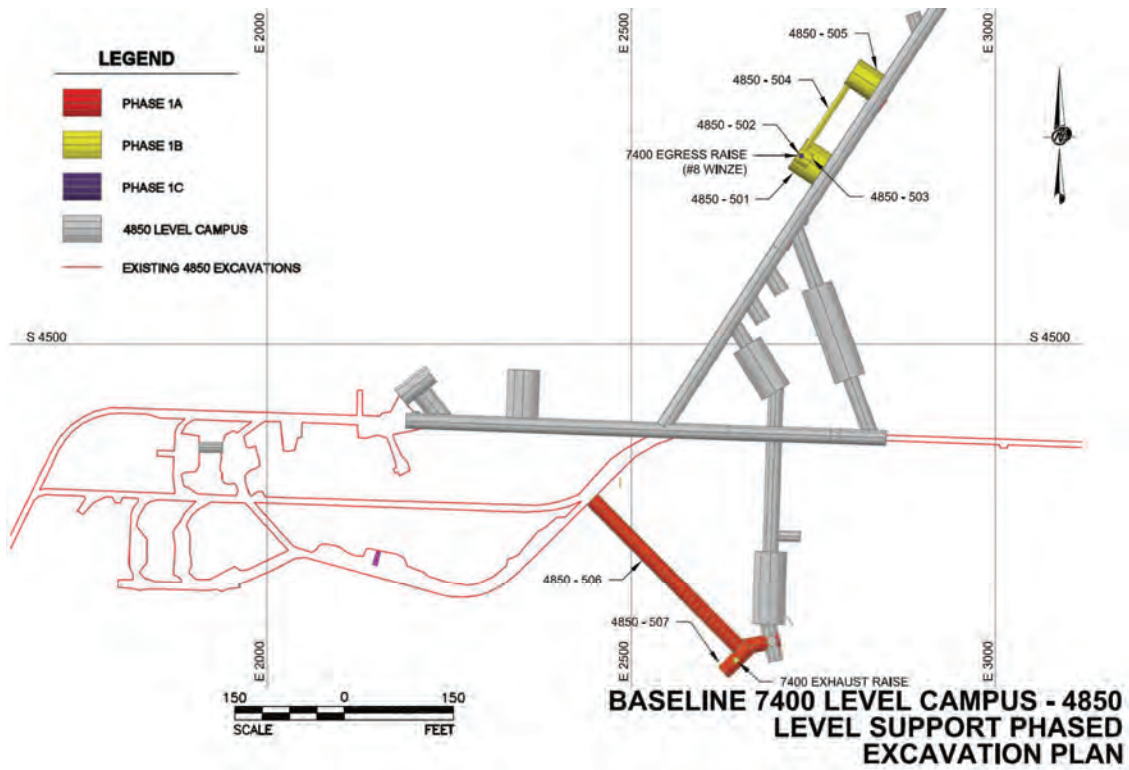 E 2000
E 2500
E 3000
LEGEND
PHASE 1A
PHASE 1B
PHASE 1C
4850 LEVEL CAMPUS
EXISTING 4850 EXCAVATIONS
4850 - 505
4850 - 504
4850 - 502
7400 EGRESS RAISE
(#8 WINZE)
4850 - 501
4850 - 503
S 4500
S 4500
4850 - 506
4850 - 507
7400 EXHAUST RAISE
E 2000
E 2500
E 3000
150
0
150
SCALE
FEET
BASELINE 7400 LEVEL CAMPUS - 4850
LEVEL SUPPORT PHASED
EXCAVATION PLAN